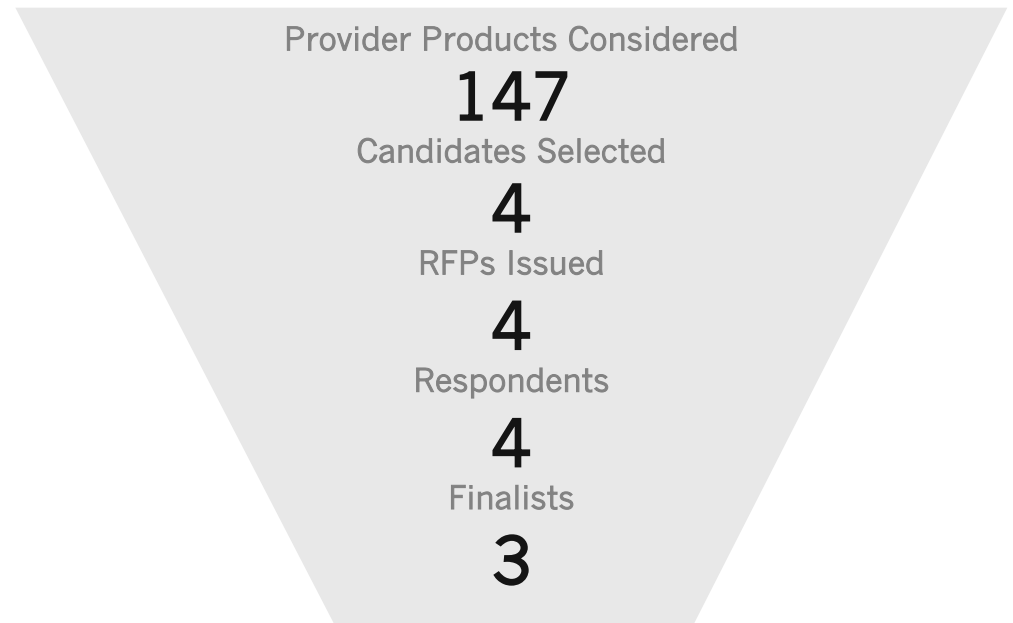 Provider Products Considered
147
Candidates Selected
4
RFPs Issued
4
Respondents
4
Finalists
3